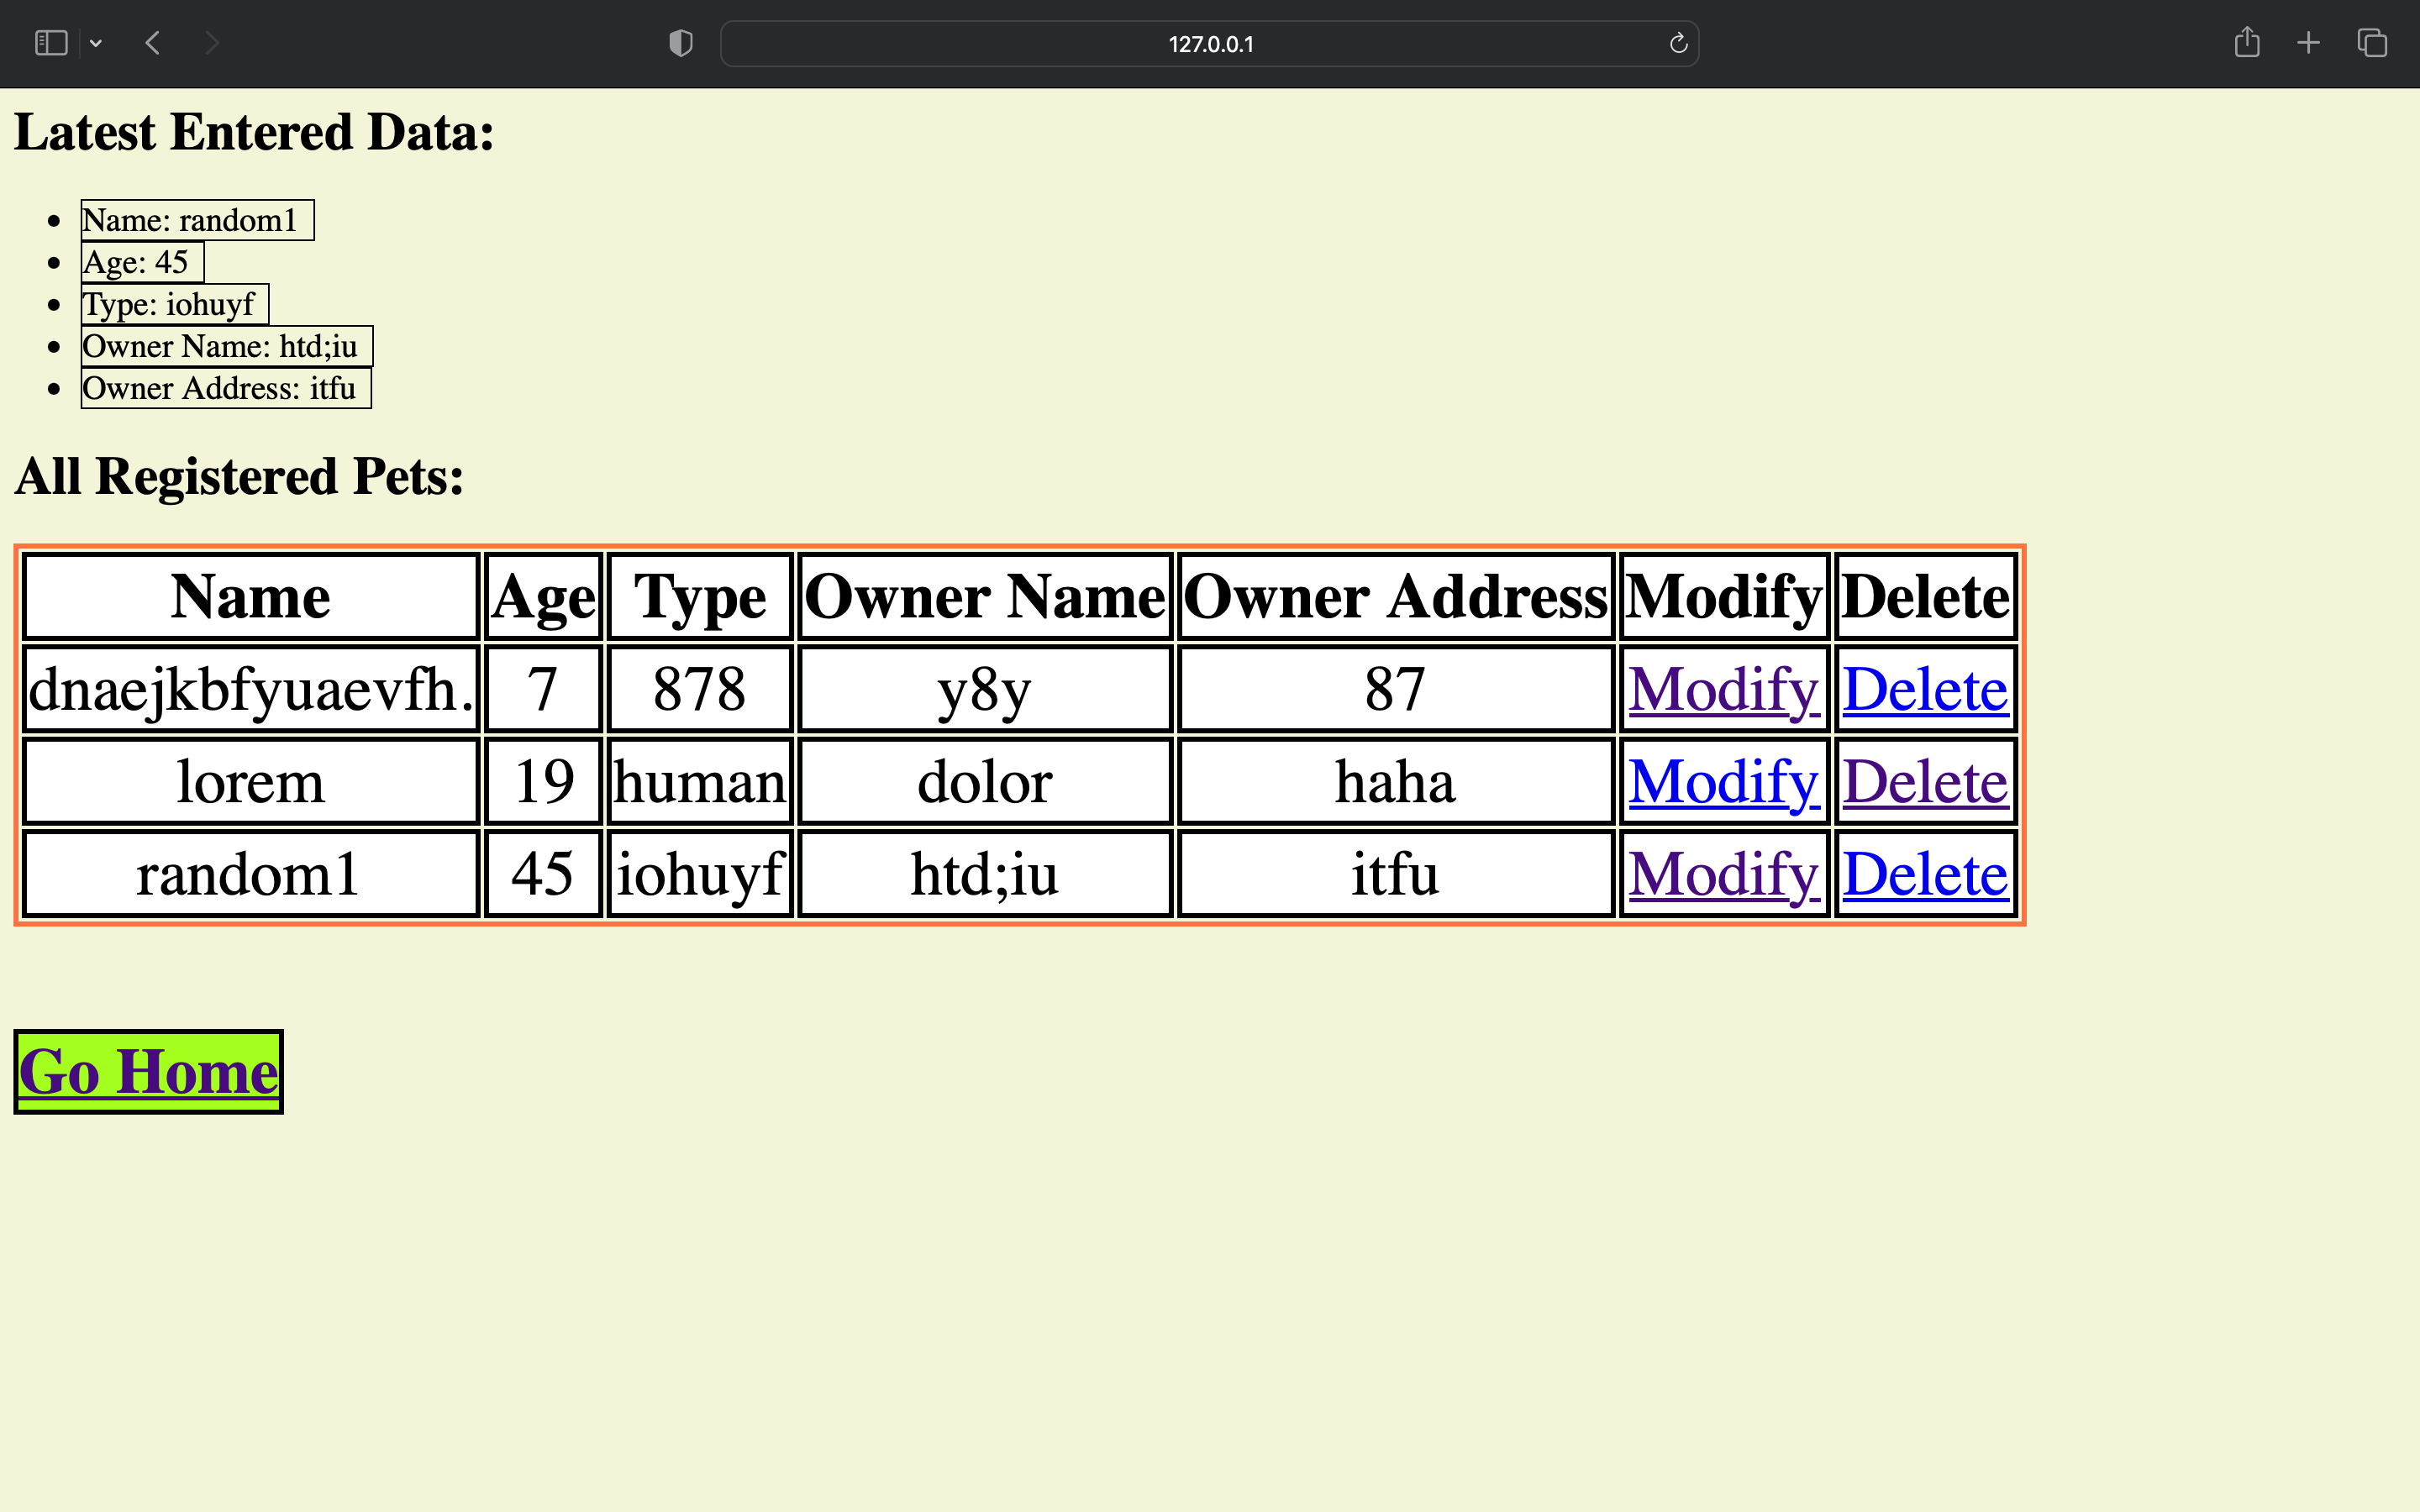 127.0.0.1
Latest Entered Data:
Name: random1
Age: 45
Type: iohuyf
Owner Name: htd;iu
Owner Address: itfu
All Registered Pets:
Name Age Type Owner Name Owner Address Modify Delete
dnaejkbfyuaevfh. 7 878 y8y 87 Modify Delete
lorem 19 human dolor haha Modify Delete
random1 45 iohuyf htd;iu itfu Modify Delete
Go Home